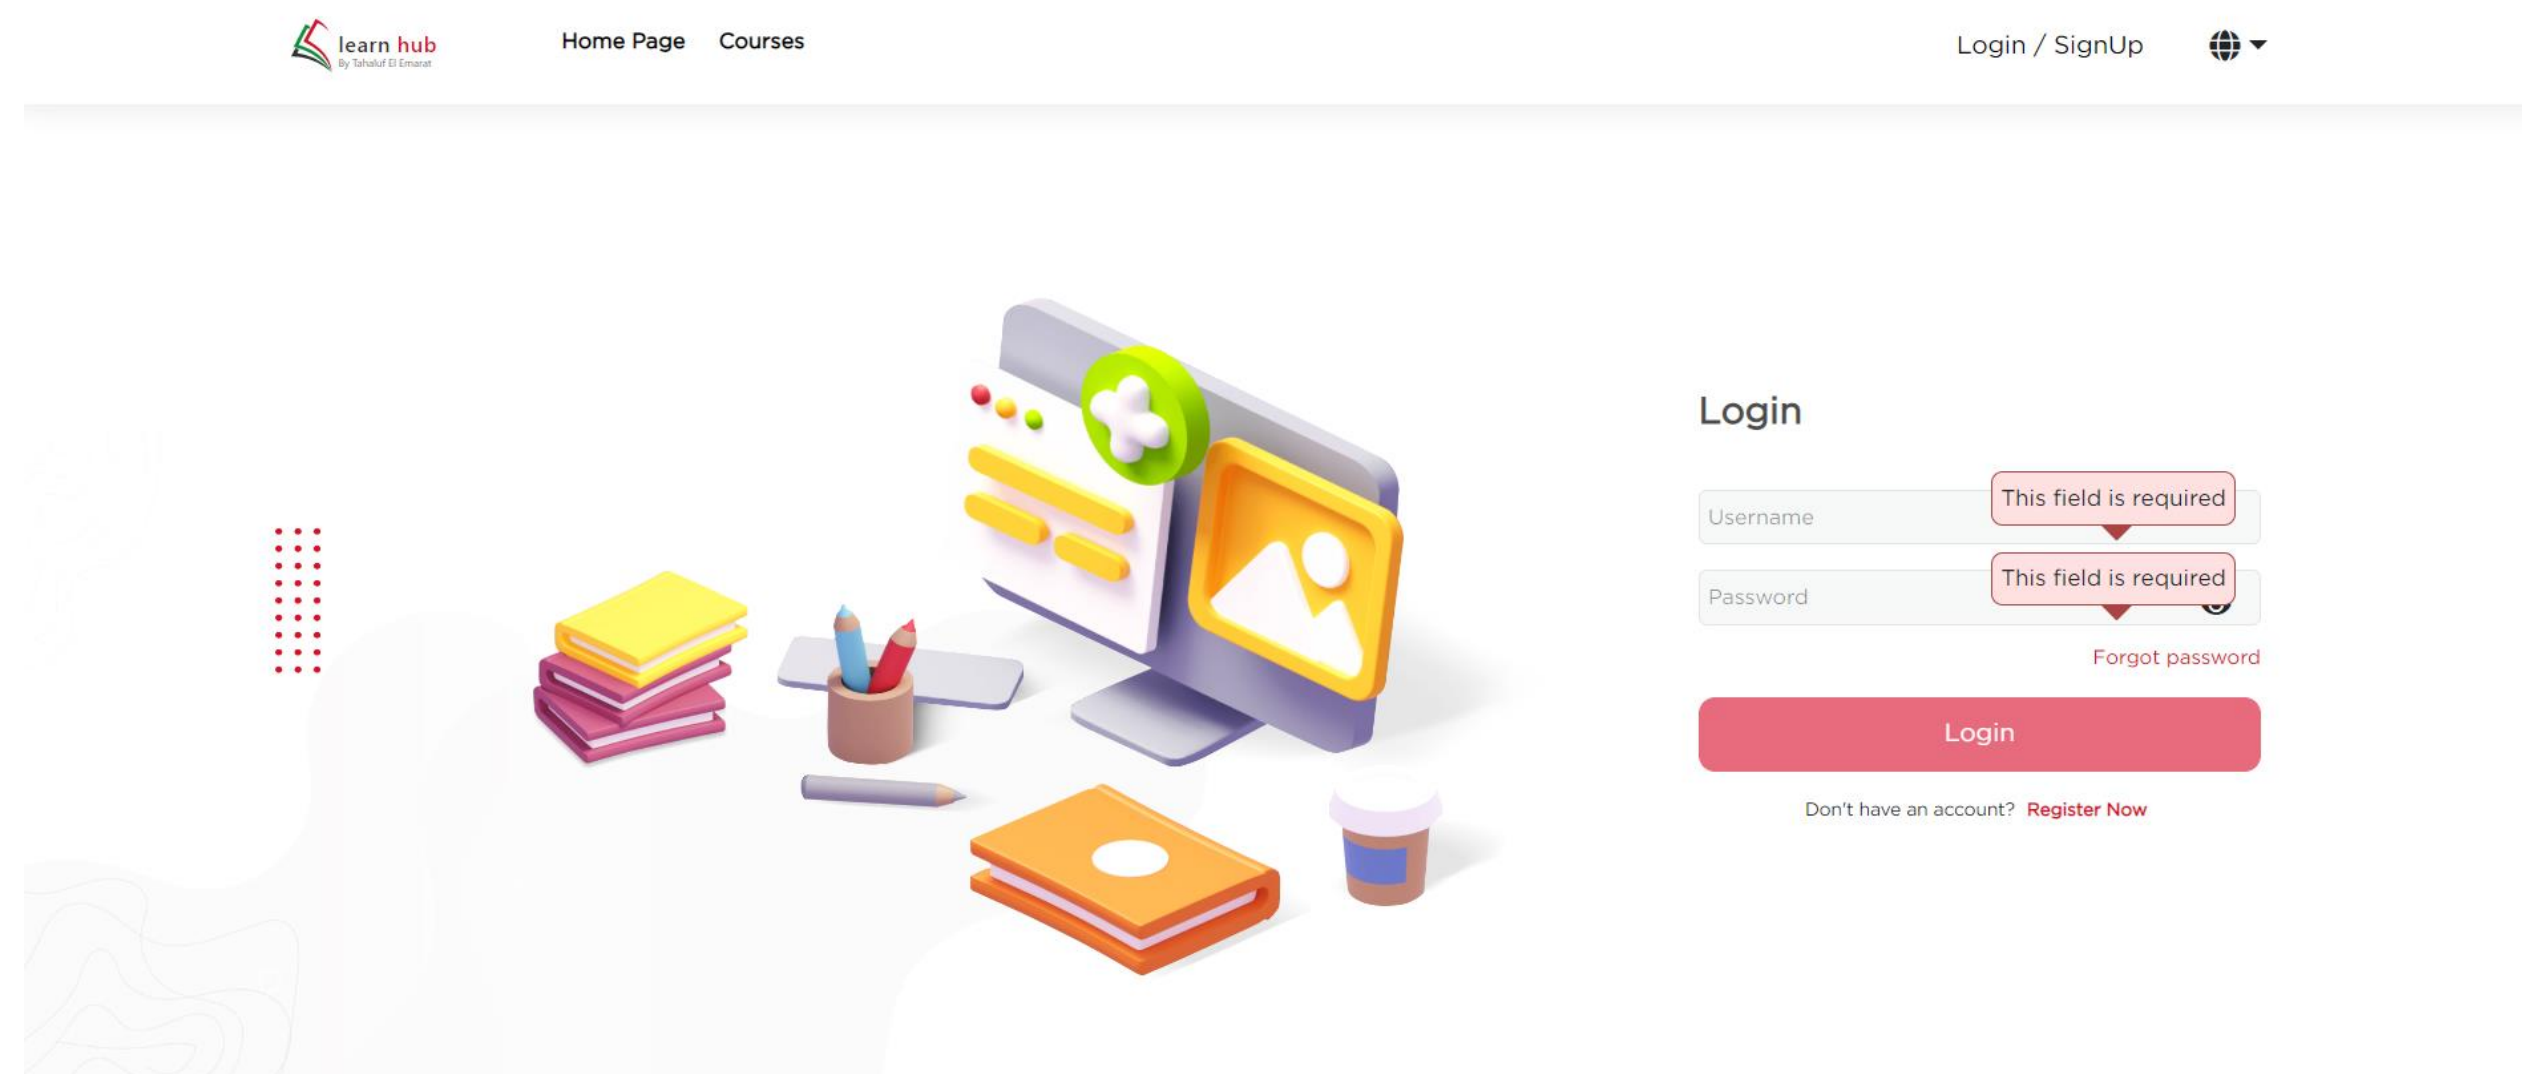 learn hub
By Tahaluf El Emarat
Home Page
Courses
Login / SignUp
Login
Username
This field is required
Password
This field is required
Forgot password
Login
Don't have an account? Register Now